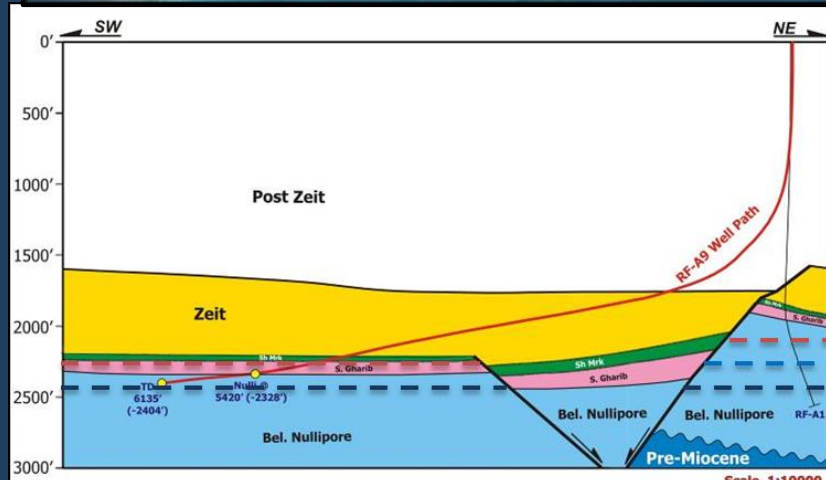 SW
NE
0'
500'
1000'
Post Zeit
1500'
RF-A9 Well Path
Zeit
2000'
Sh Mrk
S. Gharib
Sh Mrk
S. Gharib
Sh Mrk
S. Gharib
2500'
TD
6135'
(-2404')
Nulli@
5420' (-2328')
Bel. Nullipore
Bel. Nullipore
Bel. Nullipore
RF-A1
Pre-Miocene
3000'